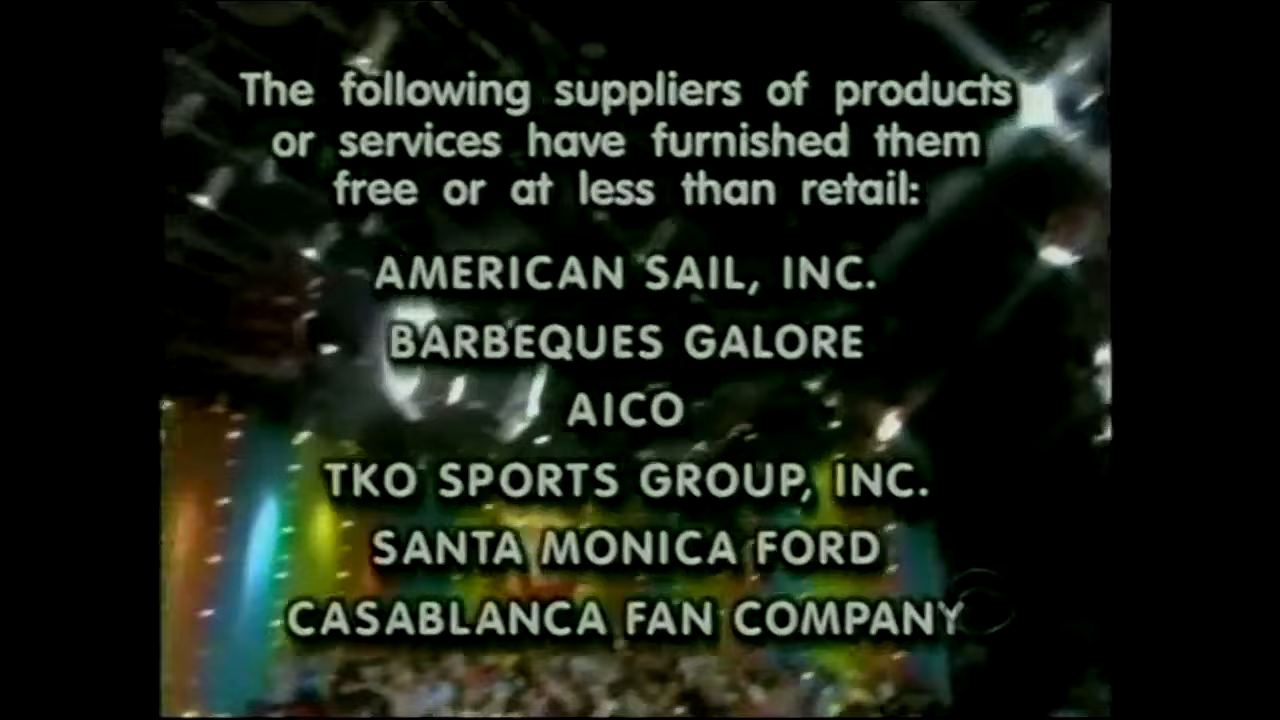 The following suppliers of products
or services have furnished them
free or at less than retail:
AMERICAN SAIL, INC.
BARBEQUES GALORE
AICO
TKO SPORTS GROUP, INC.
SANTA MONICA FORD
CASABLANCA FAN COMPANY